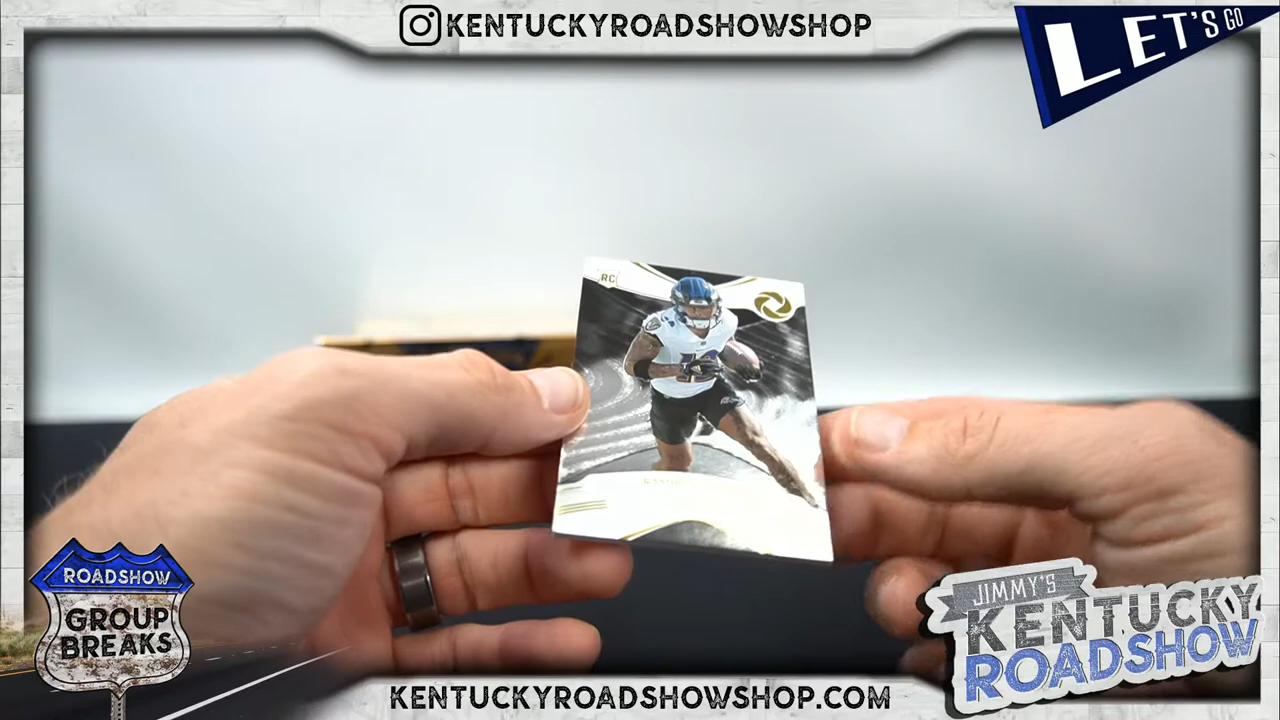 KENTUCKYROADSHOWSHOP
LET'S GO
RC
ROADSHOW
GROUP
BREAKS
JIMMY'S
KENTUCKY
ROADSHOW
KENTUCKYROADSHOWSHOP.COM